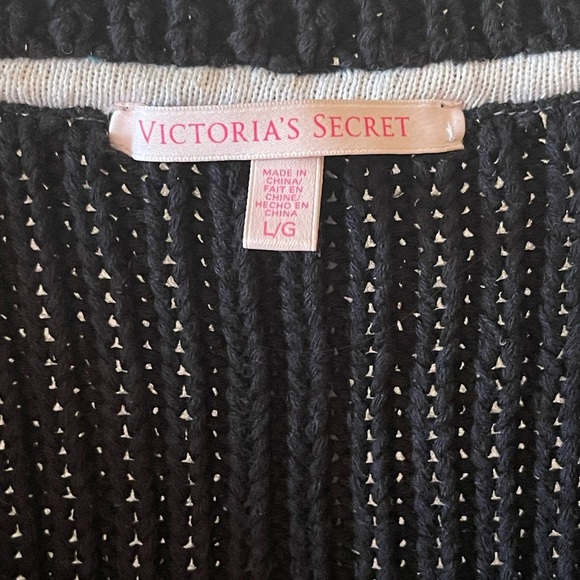 VICTORIA'S SECRET
MADE IN
CHINA/
FAIT EN
CHINE/
HECHO EN
CHINA
L/G